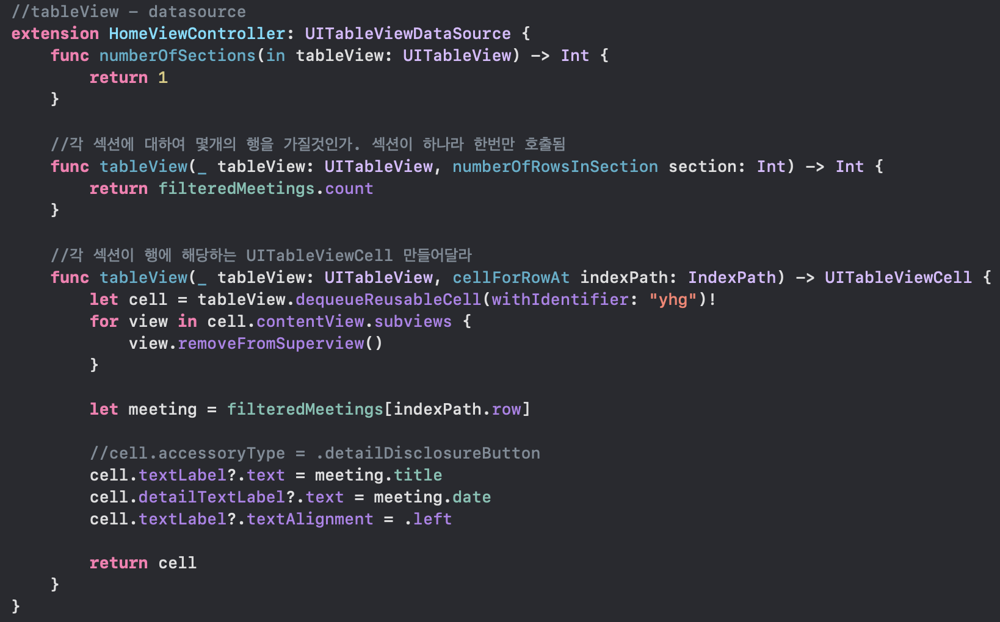 //tableView - datasource
extension HomeViewController: UITableViewDataSource {
    func numberOfSections(in tableView: UITableView) -> Int {
        return 1
    }

    //각 섹션에 대하여 몇개의 행을 가질것인가. 섹션이 하나라 한번만 호출됨
    func tableView(_ tableView: UITableView, numberOfRowsInSection section: Int) -> Int {
        return filteredMeetings.count
    }

    //각 섹션이 행에 해당하는 UITableViewCell 만들어달라
    func tableView(_ tableView: UITableView, cellForRowAt indexPath: IndexPath) -> UITableViewCell {
        let cell = tableView.dequeueReusableCell(withIdentifier: "yhg")!
        for view in cell.contentView.subviews {
            view.removeFromSuperview()
        }

        let meeting = filteredMeetings[indexPath.row]

        //cell.accessoryType = .detailDisclosureButton
        cell.textLabel?.text = meeting.title
        cell.detailTextLabel?.text = meeting.date
        cell.textLabel?.textAlignment = .left

        return cell
    }
}